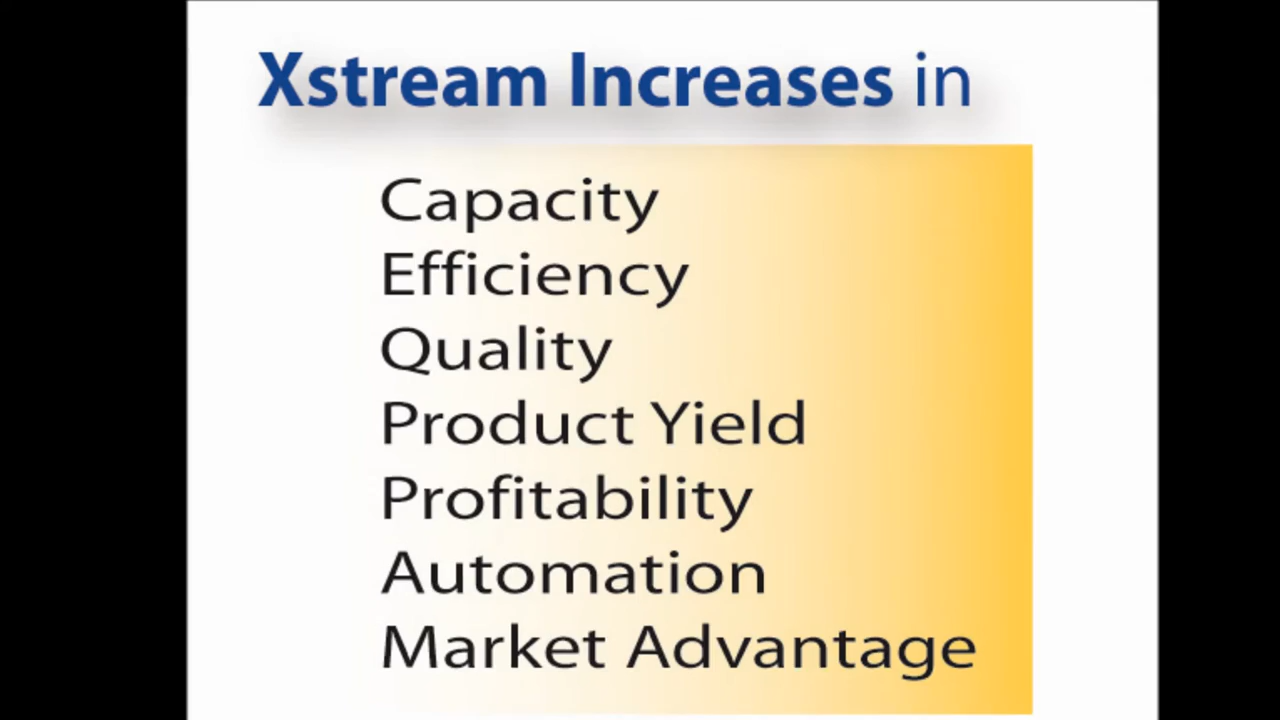 Xstream Increases in
Capacity
Efficiency
Quality
Product Yield
Profitability
Automation
Market Advantage